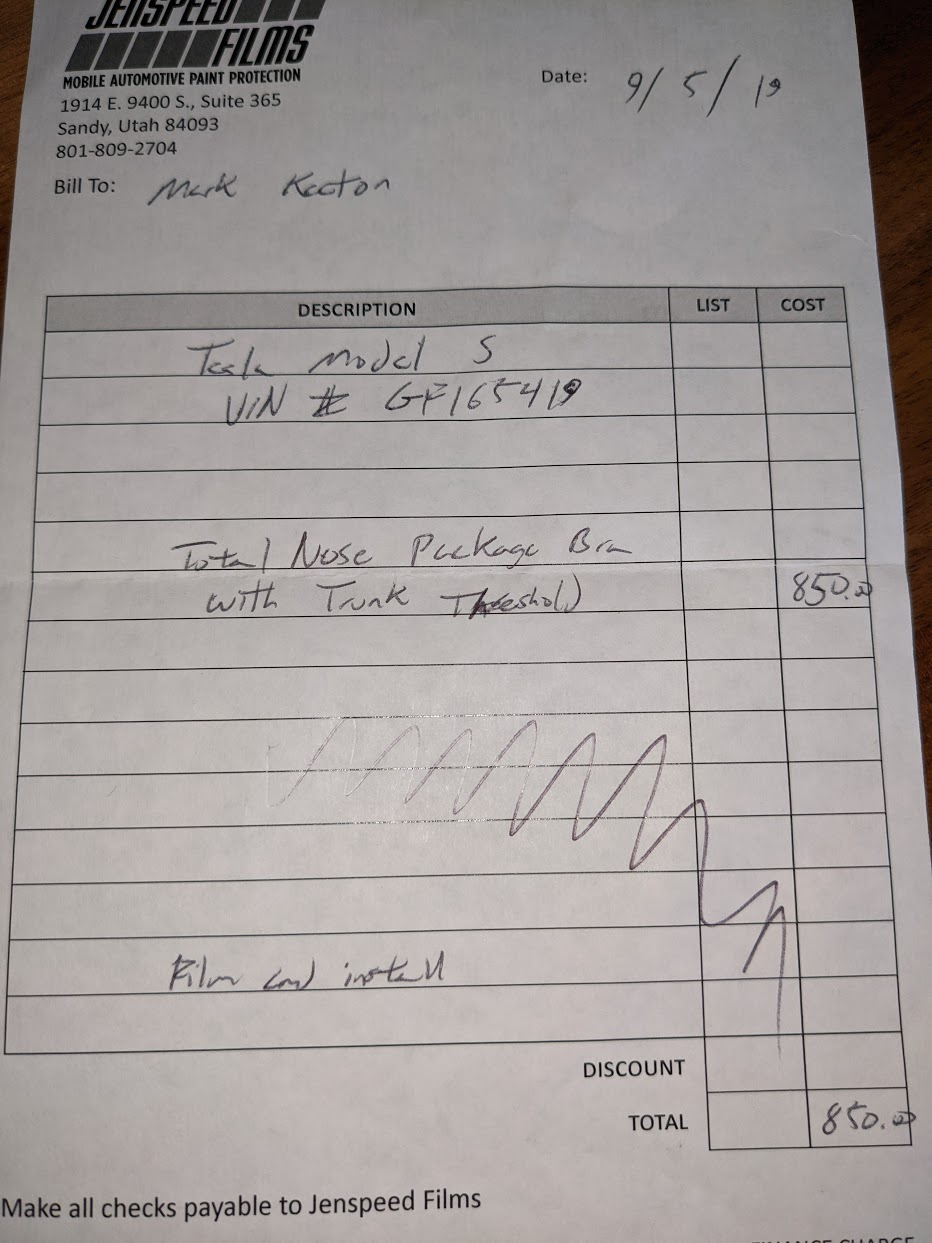 JENSPEED
FILMS
MOBILE AUTOMOTIVE PAINT PROTECTION
1914 E. 9400 S., Suite 365
Sandy, Utah 84093
801-809-2704
Date: 9/5/19
Bill To: Mark Keeton
DESCRIPTION LIST COST
Tesla Model S
VIN # GF165419
Total Nose Package Bra
with Trunk Threshold 850.00
Film and install
DISCOUNT
TOTAL 850.00
Make all checks payable to Jenspeed Films
FINANCE CHARGE